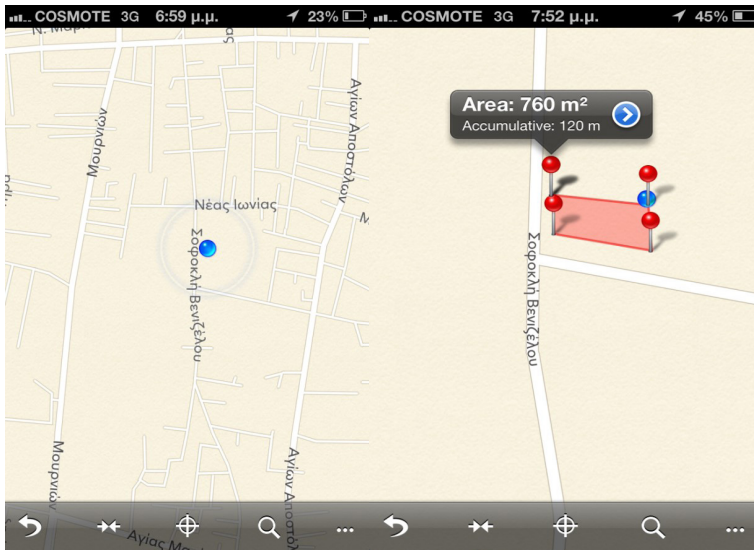 COSMOTE 3G 6:59 μ.μ. 23%
Μουρνιών
Αγίων Αποστόλων
Νέας Ιωνίας
Σοφοκλή Βενιζέλου
Μουρνιών
Αγίων Αποστόλ
Αγίας
...
COSMOTE 3G 7:52 μ.μ. 45%
Area: 760 m²
Accumulative: 120 m
Σοφοκλή Βενιζέλου
...